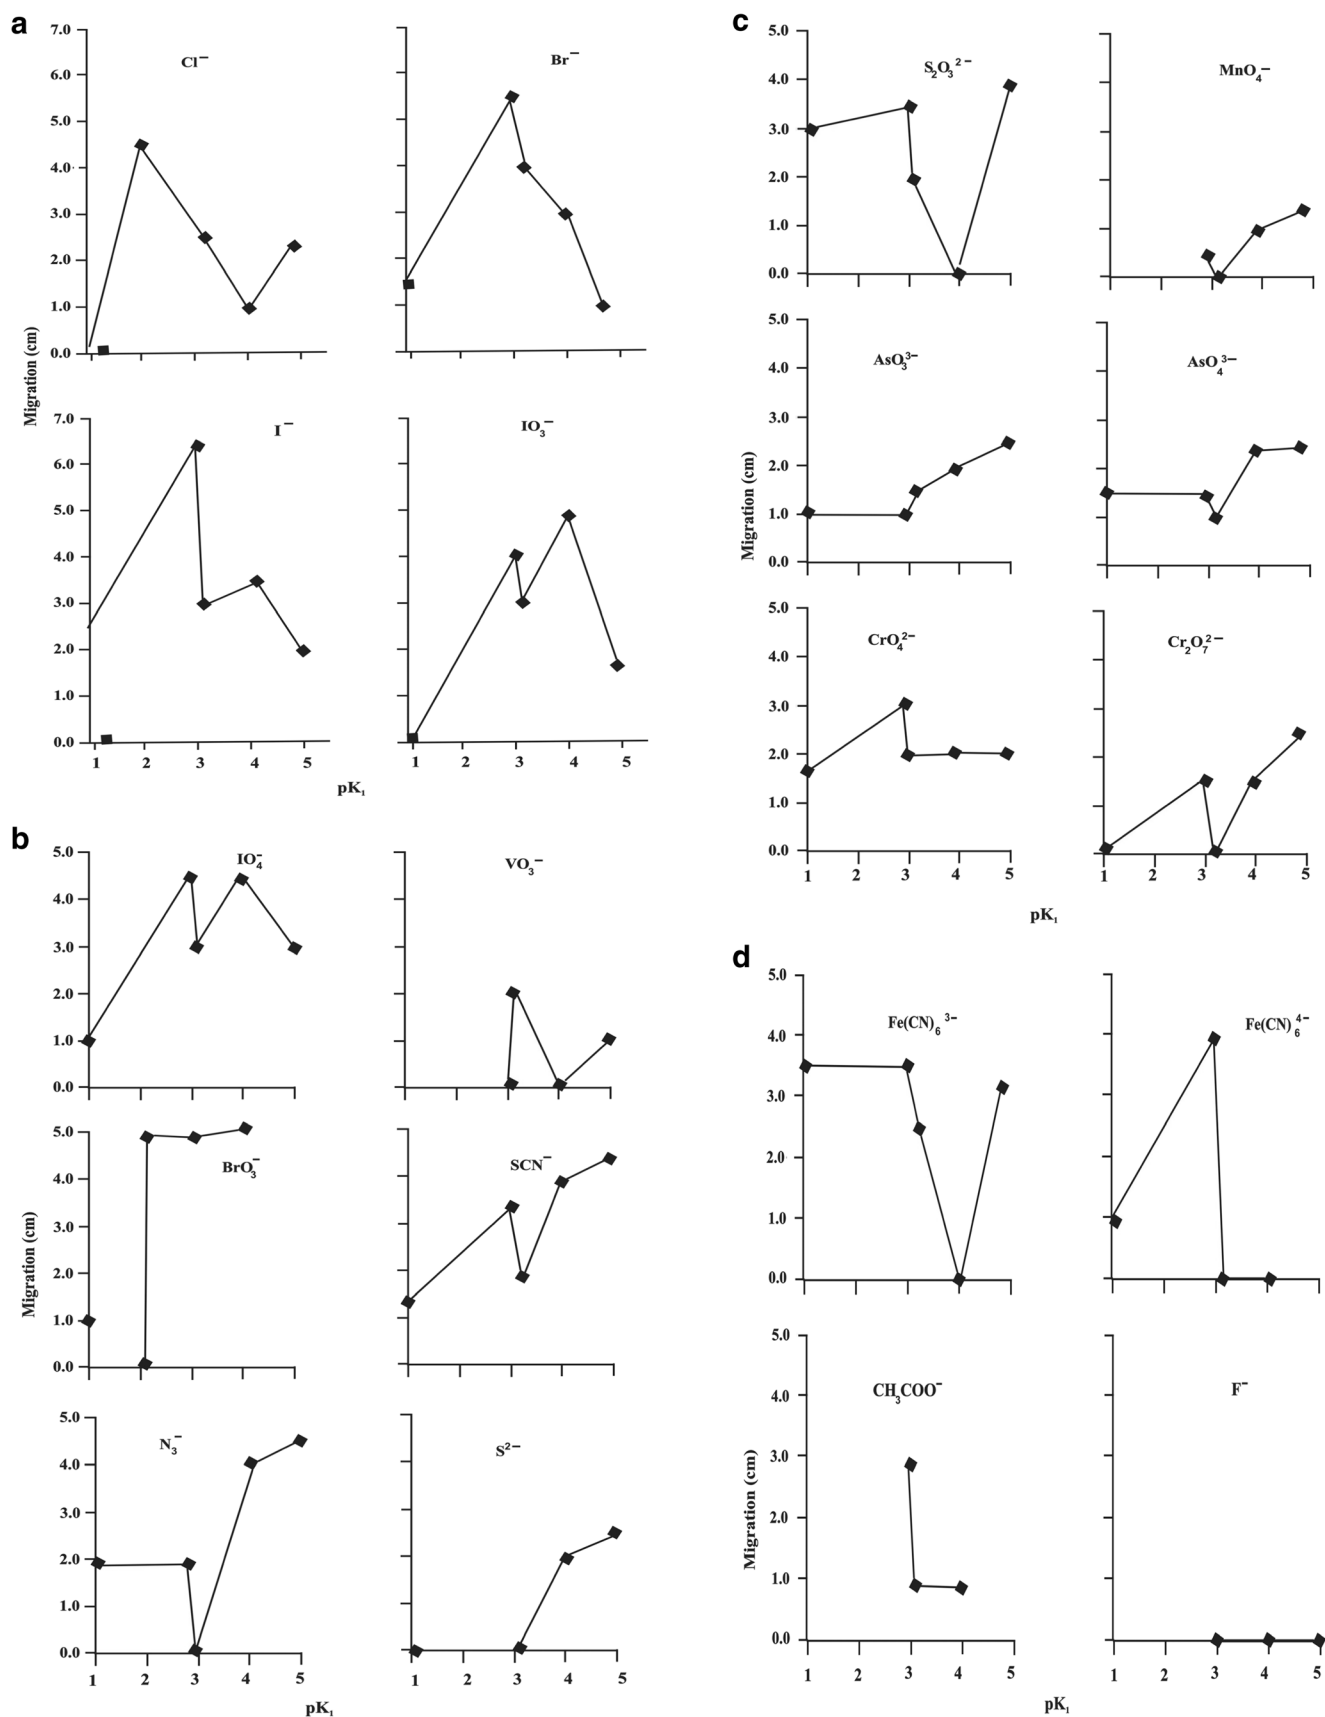 a
7.0
6.0
5.0
4.0
3.0
2.0
1.0
0.0
Cl⁻
Br⁻
Migration (cm)
7.0
6.0
5.0
4.0
3.0
2.0
1.0
0.0
I⁻
IO₃⁻
1 2 3 4 5
1 2 3 4 5
pK₁
b
5.0
4.0
3.0
2.0
1.0
0.0
IO₄⁻
VO₃⁻
5.0
4.0
3.0
2.0
1.0
0.0
BrO₃⁻
SCN⁻
Migration (cm)
5.0
4.0
3.0
2.0
1.0
0.0
N₃⁻
S²⁻
1 2 3 4 5
1 2 3 4 5
pK₁
c
5.0
4.0
3.0
2.0
1.0
0.0
S₂O₃²⁻
MnO₄⁻
5.0
4.0
3.0
2.0
1.0
0.0
AsO₃³⁻
AsO₄³⁻
Migration (cm)
5.0
4.0
3.0
2.0
1.0
0.0
CrO₄²⁻
Cr₂O₇²⁻
1 2 3 4 5
1 2 3 4 5
pK₁
d
5.0
4.0
3.0
2.0
1.0
0.0
Fe(CN)₆³⁻
Fe(CN)₆⁴⁻
5.0
4.0
3.0
2.0
1.0
0.0
CH₃COO⁻
F⁻
Migration (cm)
1 2 3 4 5
1 2 3 4 5
pK₁